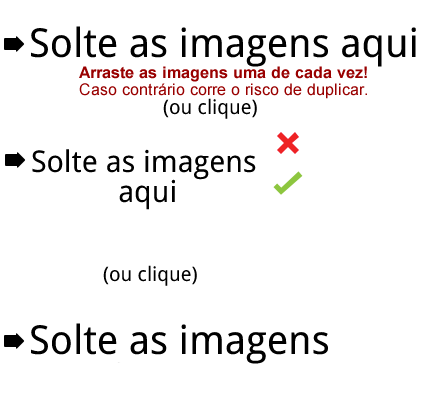 Solte as imagens aqui
Arraste as imagens uma de cada vez!
Caso contrário corre o risco de duplicar.
(ou clique)
Solte as imagens
aqui
(ou clique)
Solte as imagens